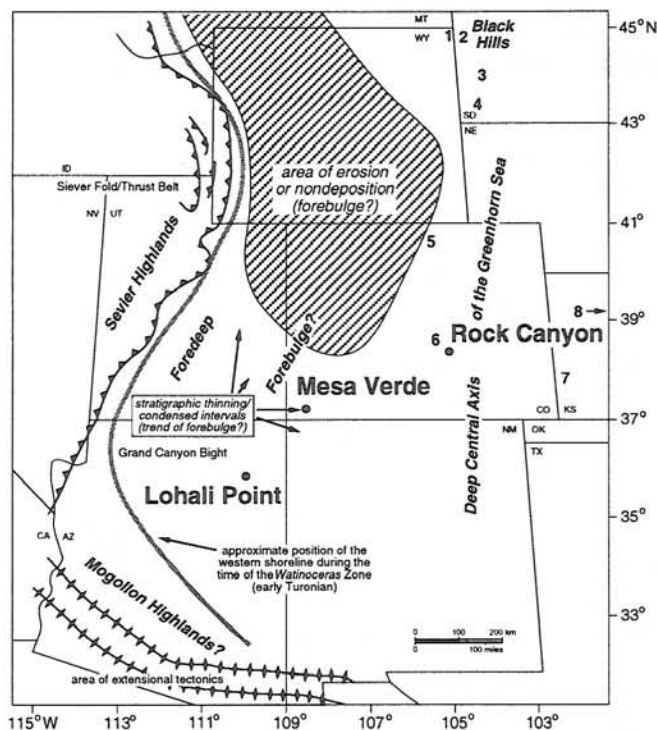 MT
WY
1
2
Black
Hills
45°N
3
4
SD
NE
43°
area of erosion
or nondeposition
(forebulge?)
ID
Siever Fold/Thrust Belt
NV
UT
41°
5
Sevier Highlands
of the Greenhorn Sea
8
39°
6
Rock Canyon
Foredeep
Forebulge?
Mesa Verde
7
stratigraphic thinning/
condensed intervals
(trend of forebulge?)
CO
KS
37°
NM
OK
TX
Deep Central Axis
Grand Canyon Bight
Lohali Point
35°
CA
AZ
approximate position of the
western shoreline during the
time of the Watinoceras Zone
(early Turonian)
Mogollon Highlands?
33°
0 100 200 km
0 100 miles
area of extensional tectonics
115°W
113°
111°
109°
107°
105°
103°